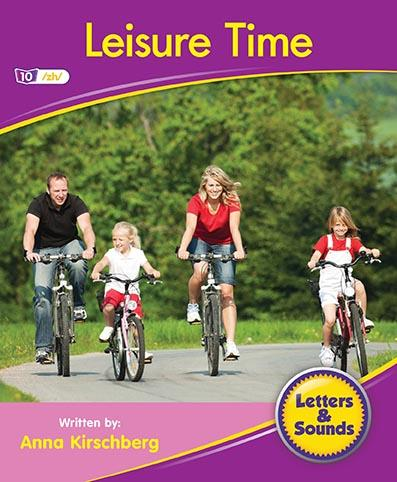 Leisure Time
10 /zh/
Written by:
Anna Kirschberg
Letters
&
Sounds